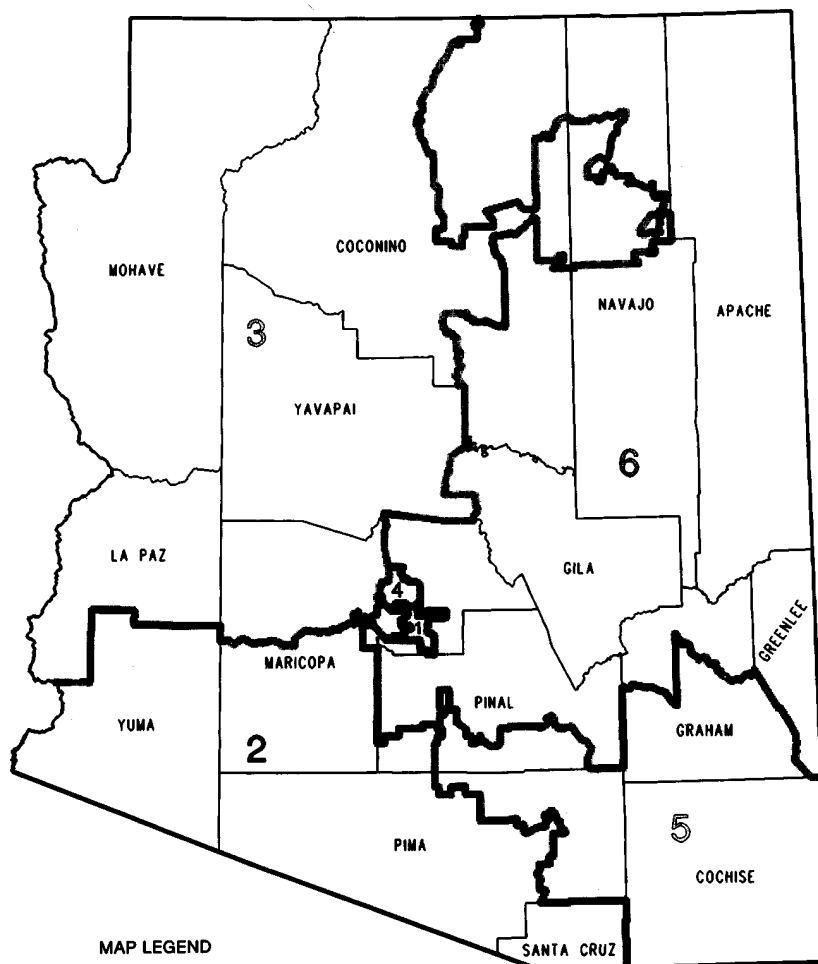 COCONINO
MOHAVE
NAVAJO
APACHE
3
YAVAPAI
6
LA PAZ
GILA
4
1
GREENLEE
MARICOPA
PINAL
YUMA
GRAHAM
2
5
PIMA
COCHISE
MAP LEGEND
SANTA CRUZ